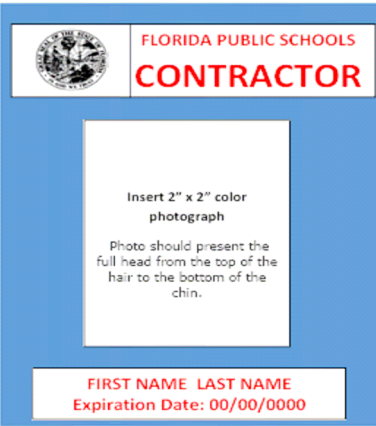 FLORIDA PUBLIC SCHOOLS
CONTRACTOR
Insert 2” x 2” color
photograph
Photo should present the
full head from the top of the
hair to the bottom of the
chin.
FIRST NAME LAST NAME
Expiration Date: 00/00/0000